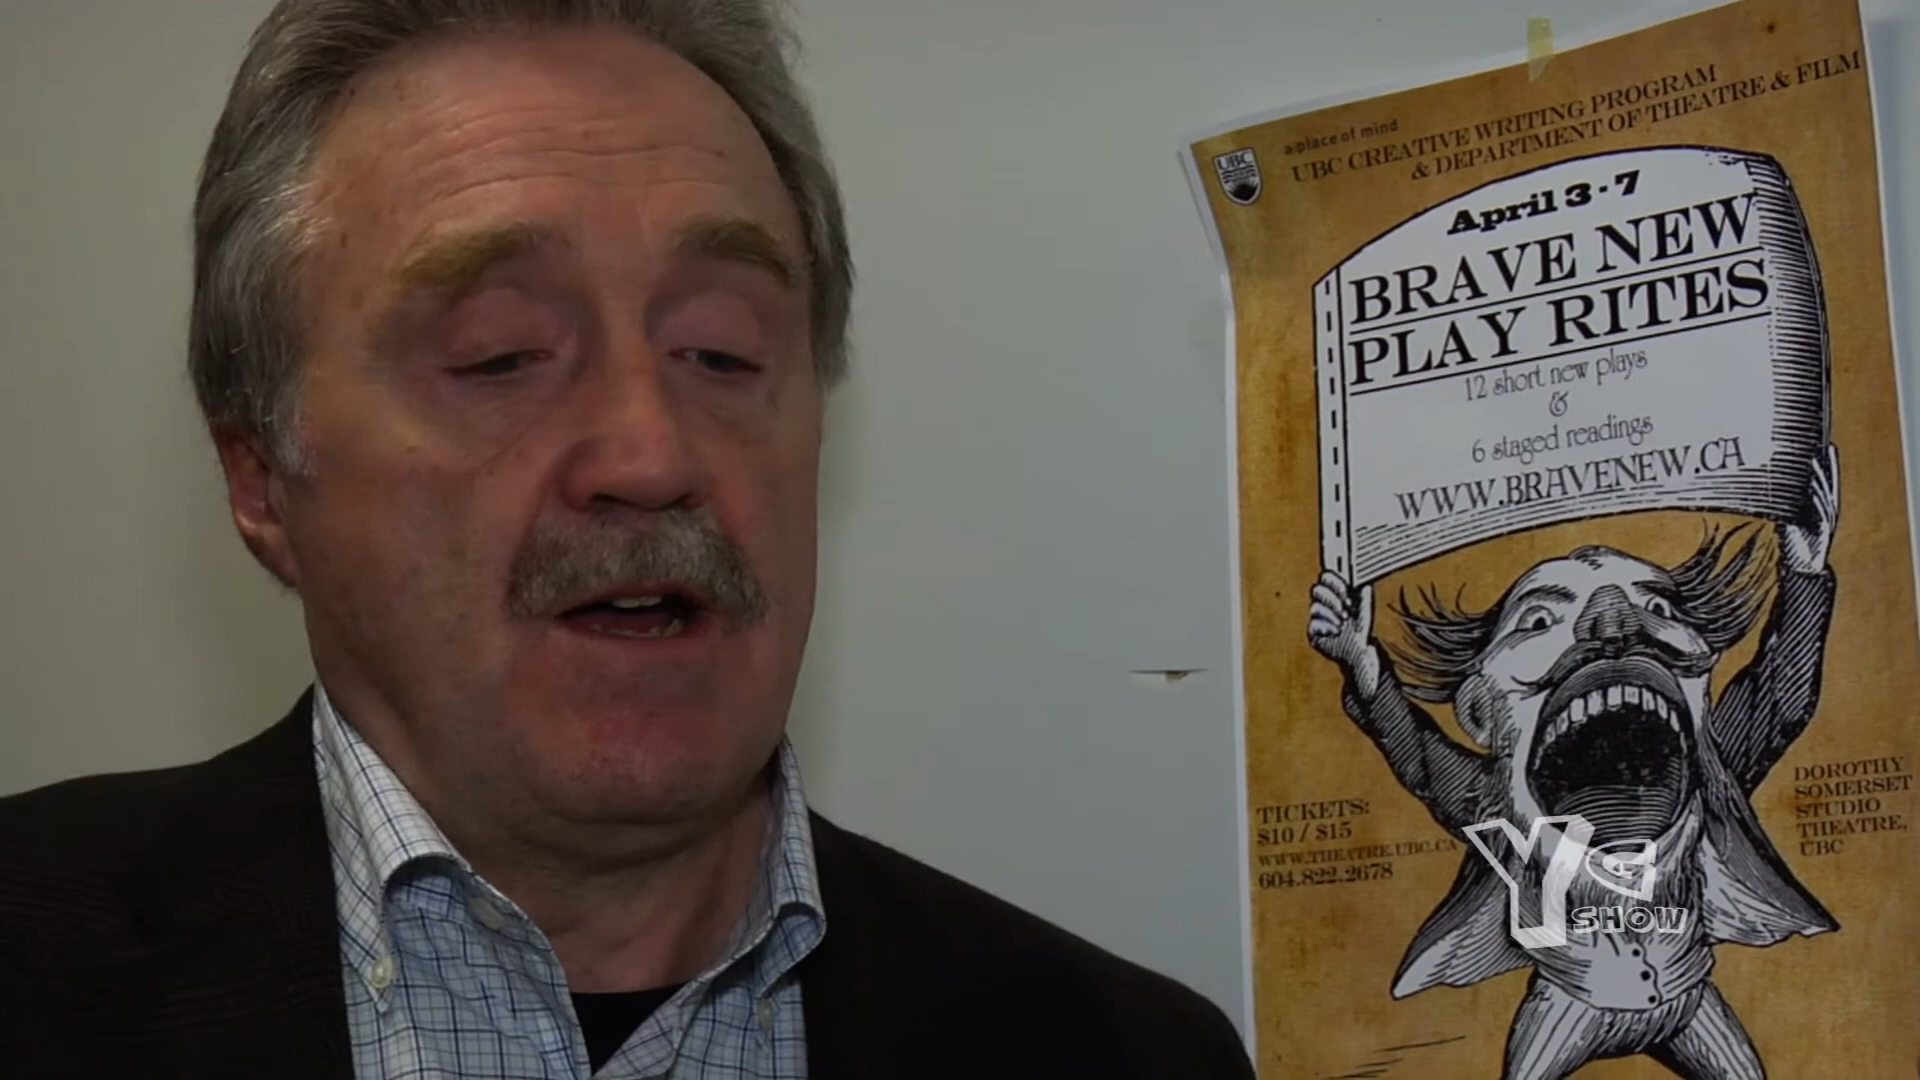 a place of mind
UBC
UBC CREATIVE WRITING PROGRAM
& DEPARTMENT OF THEATRE & FILM
April 3 - 7
BRAVE NEW
PLAY RITES
12 short new plays
&
6 staged readings
WWW.BRAVENEW.CA
TICKETS:
$10 / $15
WWW.THEATRE.UBC.CA
604.822.2678
DOROTHY
SOMERSET
STUDIO
THEATRE,
UBC
YG
SHOW